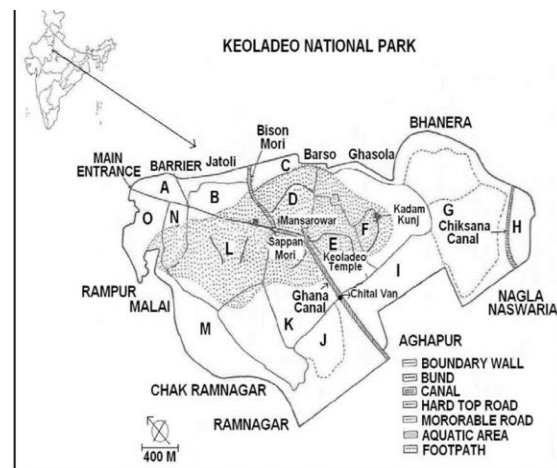 KEOLADEO NATIONAL PARK
BHANERA
Bison
Mori
MAIN
ENTRANCE
BARRIER
Jatoli
Barso
Ghasola
C
A
B
D
Mansarowar
Kadam
Kunj
O
N
F
G
Chiksana
Canal
H
L
Sappan
Mori
E
Keoladeo
Temple
I
RAMPUR
MALAI
Ghana
Canal
Chital Van
NAGLA
NASWARIA
M
K
J
AGHAPUR
CHAK RAMNAGAR
RAMNAGAR
BOUNDARY WALL
BUND
CANAL
HARD TOP ROAD
MORORABLE ROAD
AQUATIC AREA
FOOTPATH
400 M